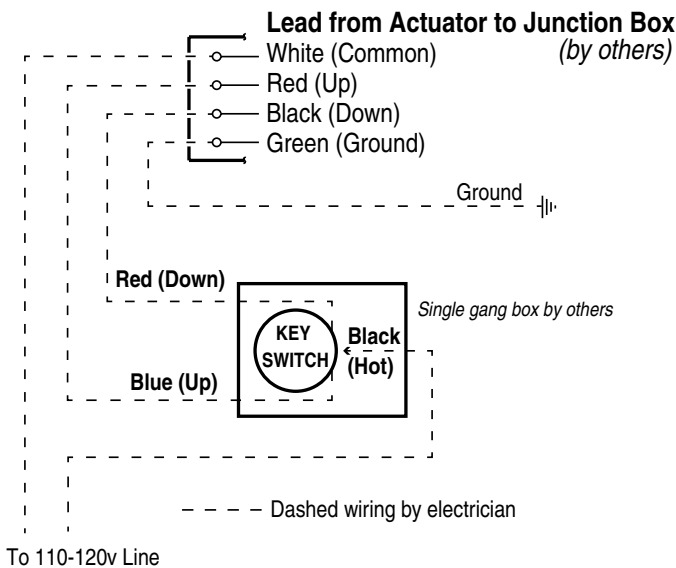 Lead from Actuator to Junction Box
White (Common) (by others)
Red (Up)
Black (Down)
Green (Ground)
Ground
Red (Down)
Single gang box by others
KEY
SWITCH
Black
(Hot)
Blue (Up)
Dashed wiring by electrician
To 110-120v Line